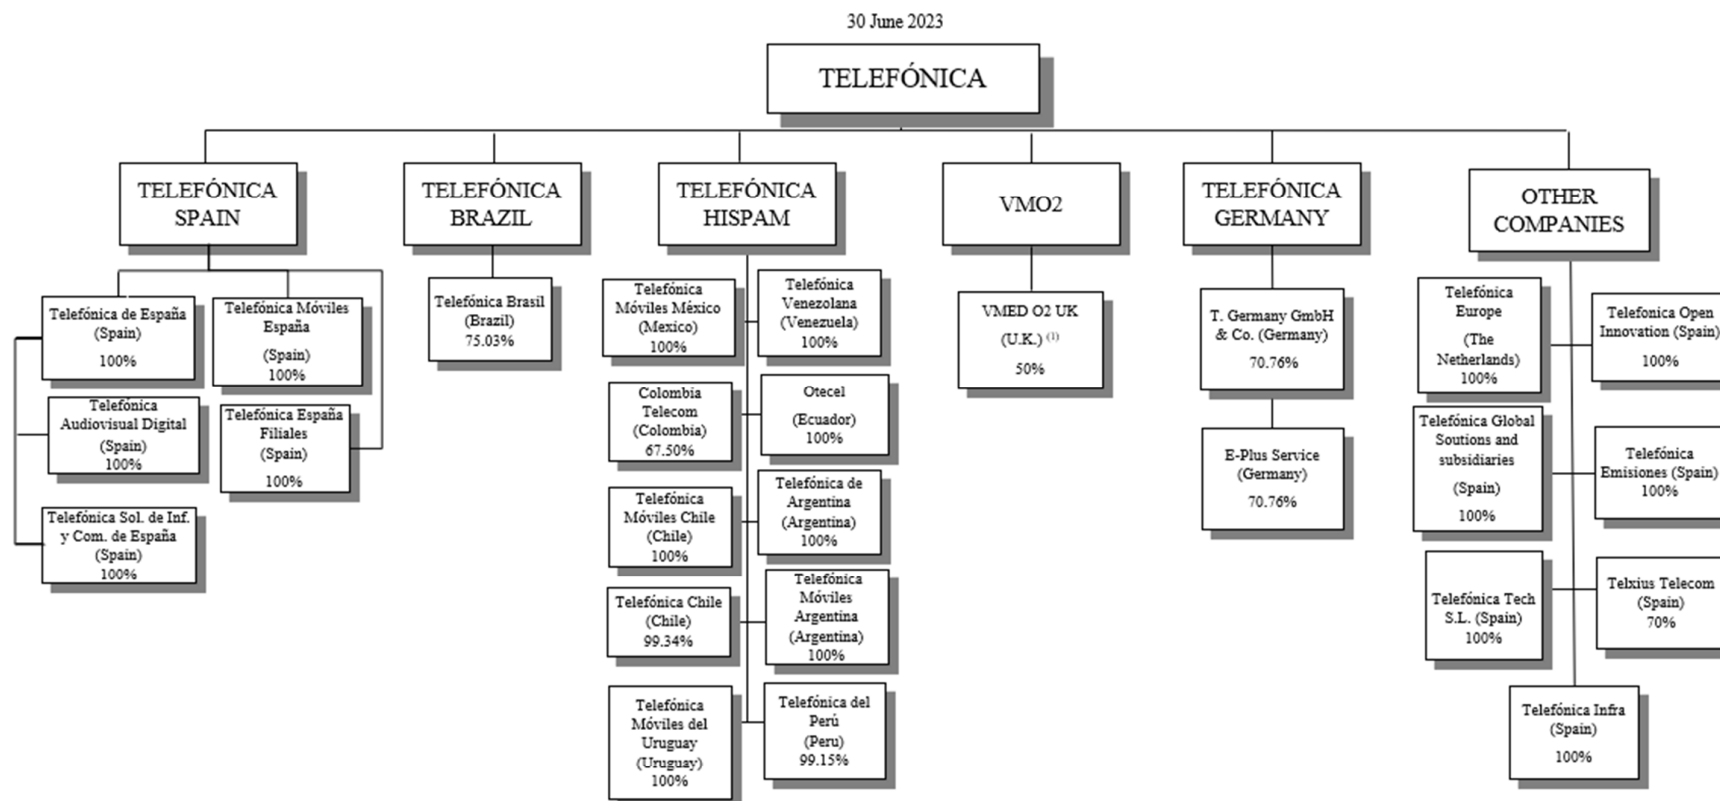 30 June 2023
TELEFÓNICA
TELEFÓNICA
SPAIN
TELEFÓNICA
BRAZIL
TELEFÓNICA
HISPAM
VMO2
TELEFÓNICA
GERMANY
OTHER
COMPANIES
Telefónica de España
(Spain)
100%
Telefónica Móviles
España
(Spain)
100%
Telefónica
Audiovisual Digital
(Spain)
100%
Telefónica España
Filiales
(Spain)
100%
Telefónica Sol. de Inf.
y Com. de España
(Spain)
100%
Telefónica Brasil
(Brazil)
75.03%
Telefónica
Móviles México
(Mexico)
100%
Telefónica
Venezolana
(Venezuela)
100%
Colombia
Telecom
(Colombia)
67.50%
Otecel
(Ecuador)
100%
Telefónica
Móviles Chile
(Chile)
100%
Telefónica de
Argentina
(Argentina)
100%
Telefónica Chile
(Chile)
99.34%
Telefónica
Móviles
Argentina
(Argentina)
100%
Telefónica
Móviles del
Uruguay
(Uruguay)
100%
Telefónica del
Perú
(Peru)
99.15%
VMED O2 UK
(U.K.) (1)
50%
T. Germany GmbH
& Co. (Germany)
70.76%
E-Plus Service
(Germany)
70.76%
Telefónica
Europe
(The
Netherlands)
100%
Telefonica Open
Innovation (Spain)
100%
Telefónica Global
Soutions and
subsidiaries
(Spain)
100%
Telefónica
Emisiones (Spain)
100%
Telefónica Tech
S.L. (Spain)
100%
Telxius Telecom
(Spain)
70%
Telefónica Infra
(Spain)
100%